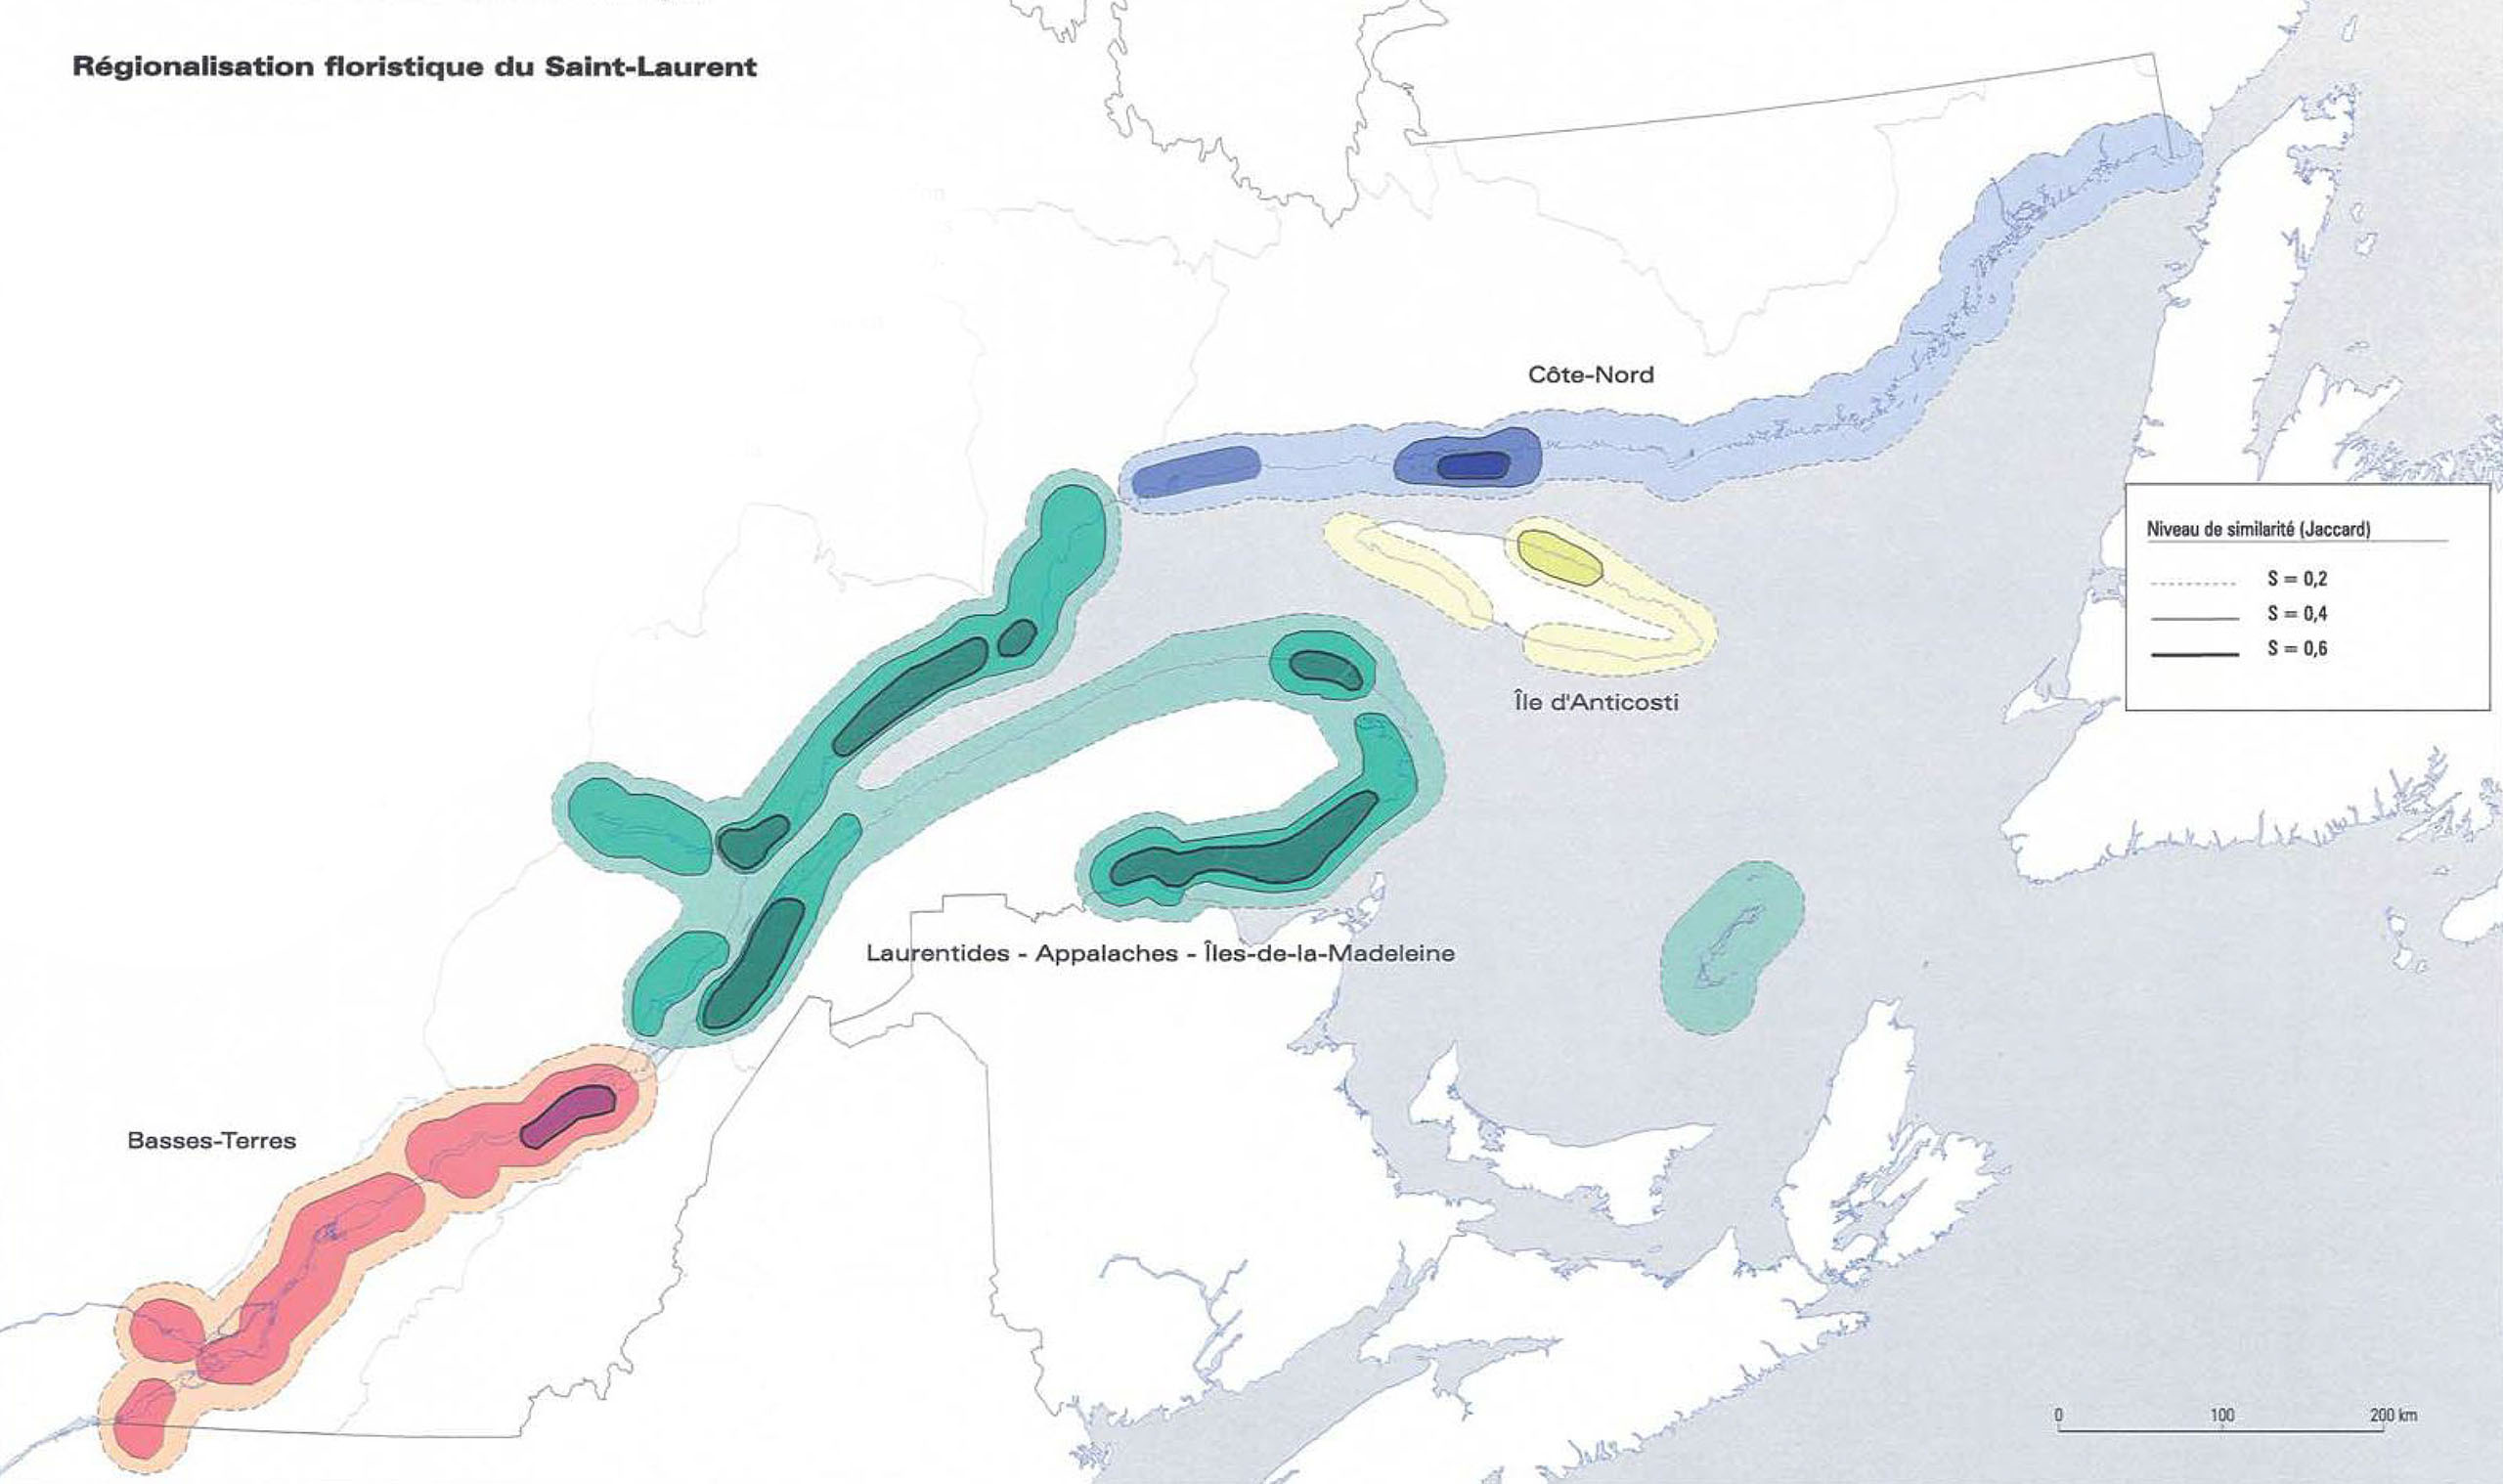 Régionalisation floristique du Saint-Laurent
Côte-Nord
Niveau de similarité (Jaccard)
S = 0,2
S = 0,4
S = 0,6
Île d'Anticosti
Laurentides - Appalaches - Îles-de-la-Madeleine
Basses-Terres
0 100 200 km